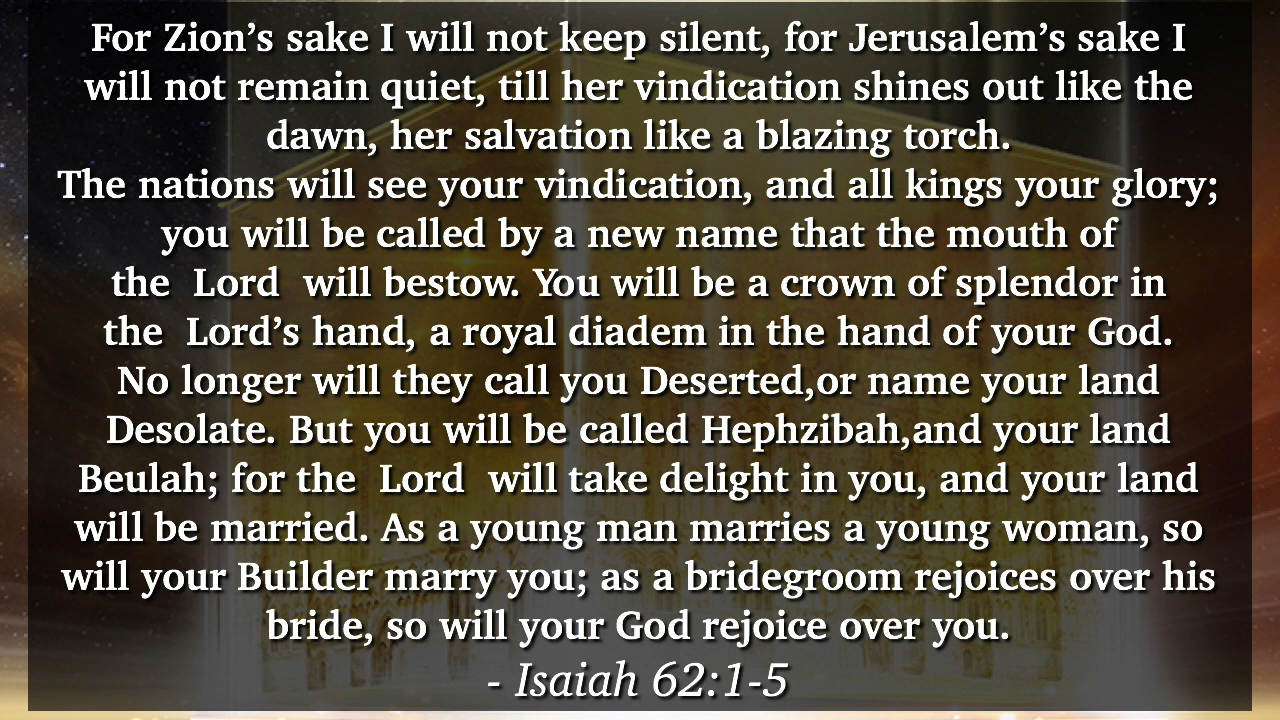 For Zion’s sake I will not keep silent, for Jerusalem’s sake I
will not remain quiet, till her vindication shines out like the
dawn, her salvation like a blazing torch.
The nations will see your vindication, and all kings your glory;
you will be called by a new name that the mouth of
the  Lord  will bestow. You will be a crown of splendor in
the  Lord’s hand, a royal diadem in the hand of your God.
No longer will they call you Deserted,or name your land
Desolate. But you will be called Hephzibah,and your land
Beulah; for the  Lord  will take delight in you, and your land
will be married. As a young man marries a young woman, so
will your Builder marry you; as a bridegroom rejoices over his
bride, so will your God rejoice over you.
- Isaiah 62:1-5